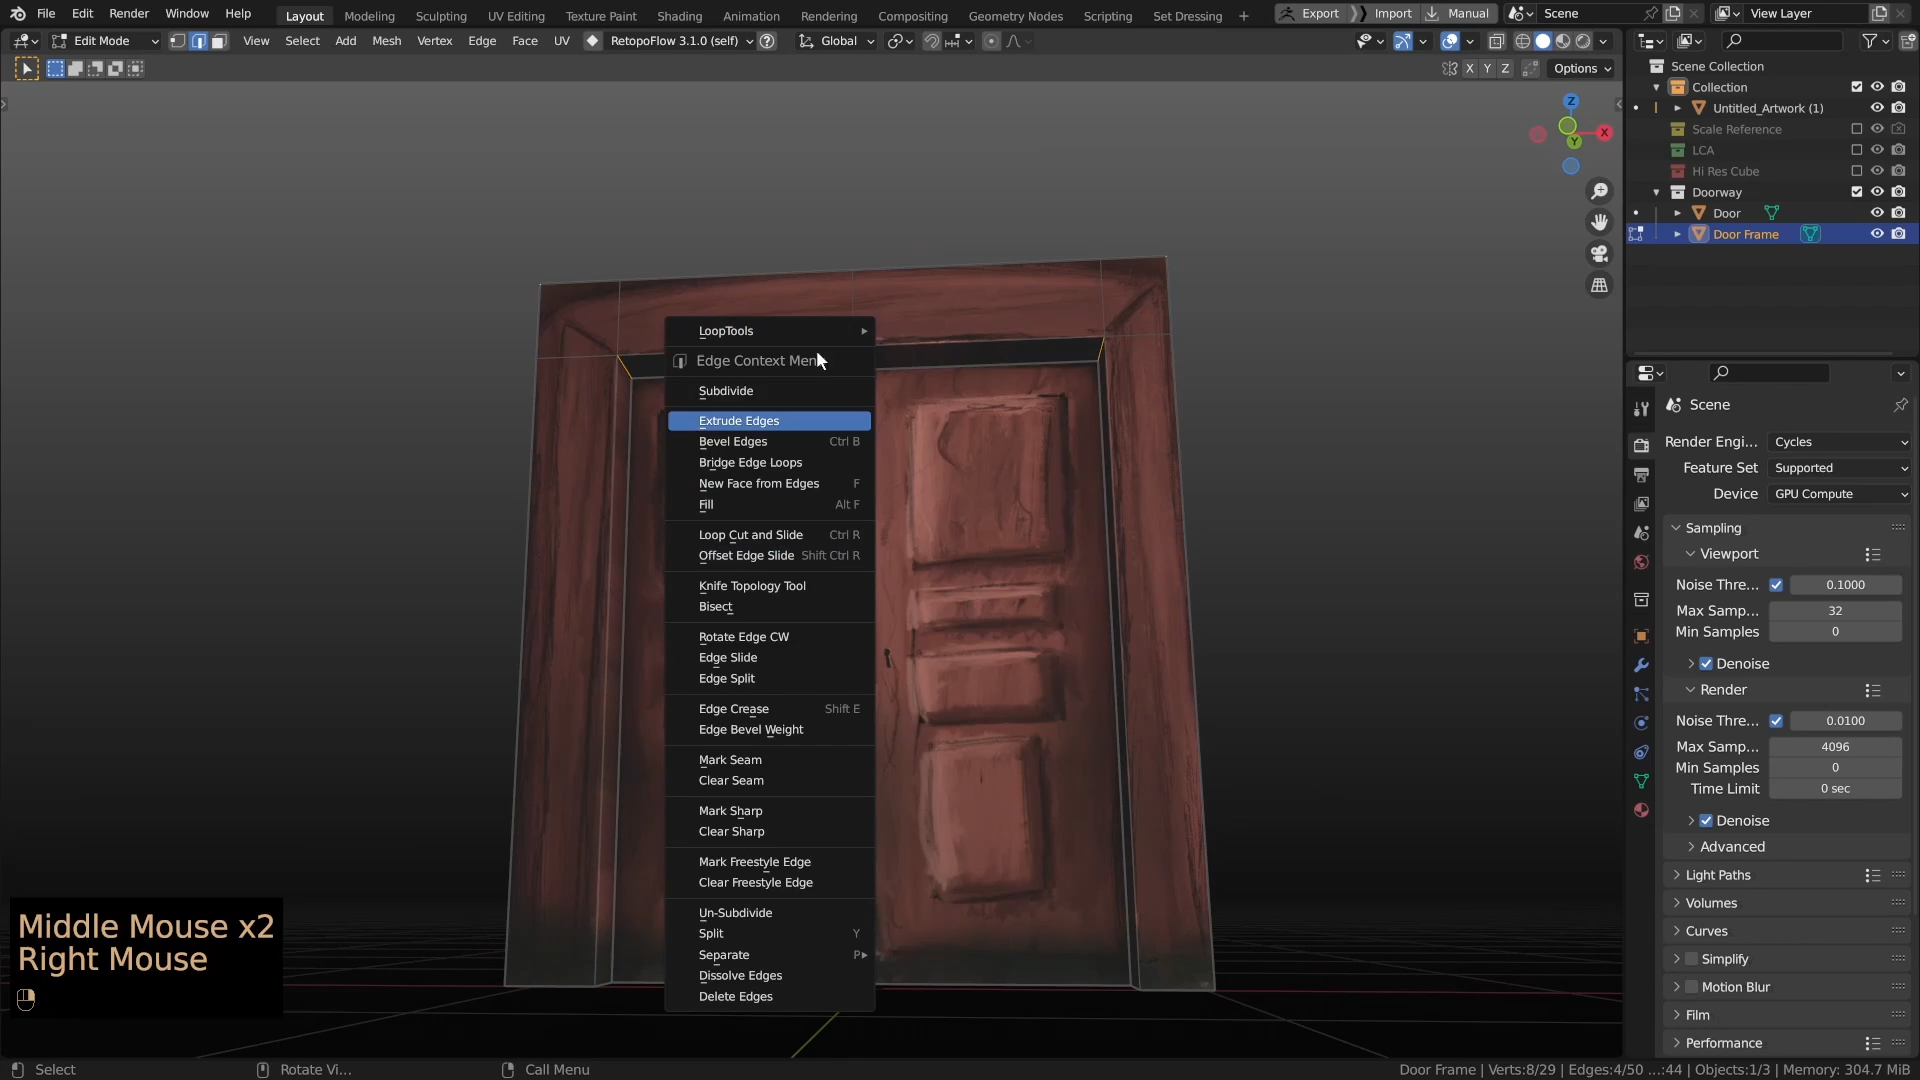 File Edit Render Window Help Layout Modeling Sculpting UV Editing Texture Paint Shading Animation Rendering Compositing Geometry Nodes Scripting Set Dressing + Export Import Manual Scene View Layer
Edit Mode View Select Add Mesh Vertex Edge Face UV RetopoFlow 3.1.0 (self) Global
X Y Z Options
Scene Collection
Collection
Untitled_Artwork (1)
Scale Reference
LCA
Hi Res Cube
Doorway
Door
Door Frame
Z
X
Y
LoopTools
Edge Context Men
Subdivide
Extrude Edges
Bevel Edges Ctrl B
Bridge Edge Loops
New Face from Edges F
Fill Alt F
Loop Cut and Slide Ctrl R
Offset Edge Slide Shift Ctrl R
Knife Topology Tool
Bisect
Rotate Edge CW
Edge Slide
Edge Split
Edge Crease Shift E
Edge Bevel Weight
Mark Seam
Clear Seam
Mark Sharp
Clear Sharp
Mark Freestyle Edge
Clear Freestyle Edge
Un-Subdivide
Split Y
Separate P
Dissolve Edges
Delete Edges
Scene
Render Engi... Cycles
Feature Set Supported
Device GPU Compute
Sampling
Viewport
Noise Thre... 0.1000
Max Samp... 32
Min Samples 0
Denoise
Render
Noise Thre... 0.0100
Max Samp... 4096
Min Samples 0
Time Limit 0 sec
Denoise
Advanced
Light Paths
Volumes
Curves
Simplify
Motion Blur
Film
Performance
Middle Mouse x2
Right Mouse
Select Rotate Vi... Call Menu Door Frame | Verts:8/29 | Edges:4/50 ...:44 | Objects:1/3 | Memory: 304.7 MiB